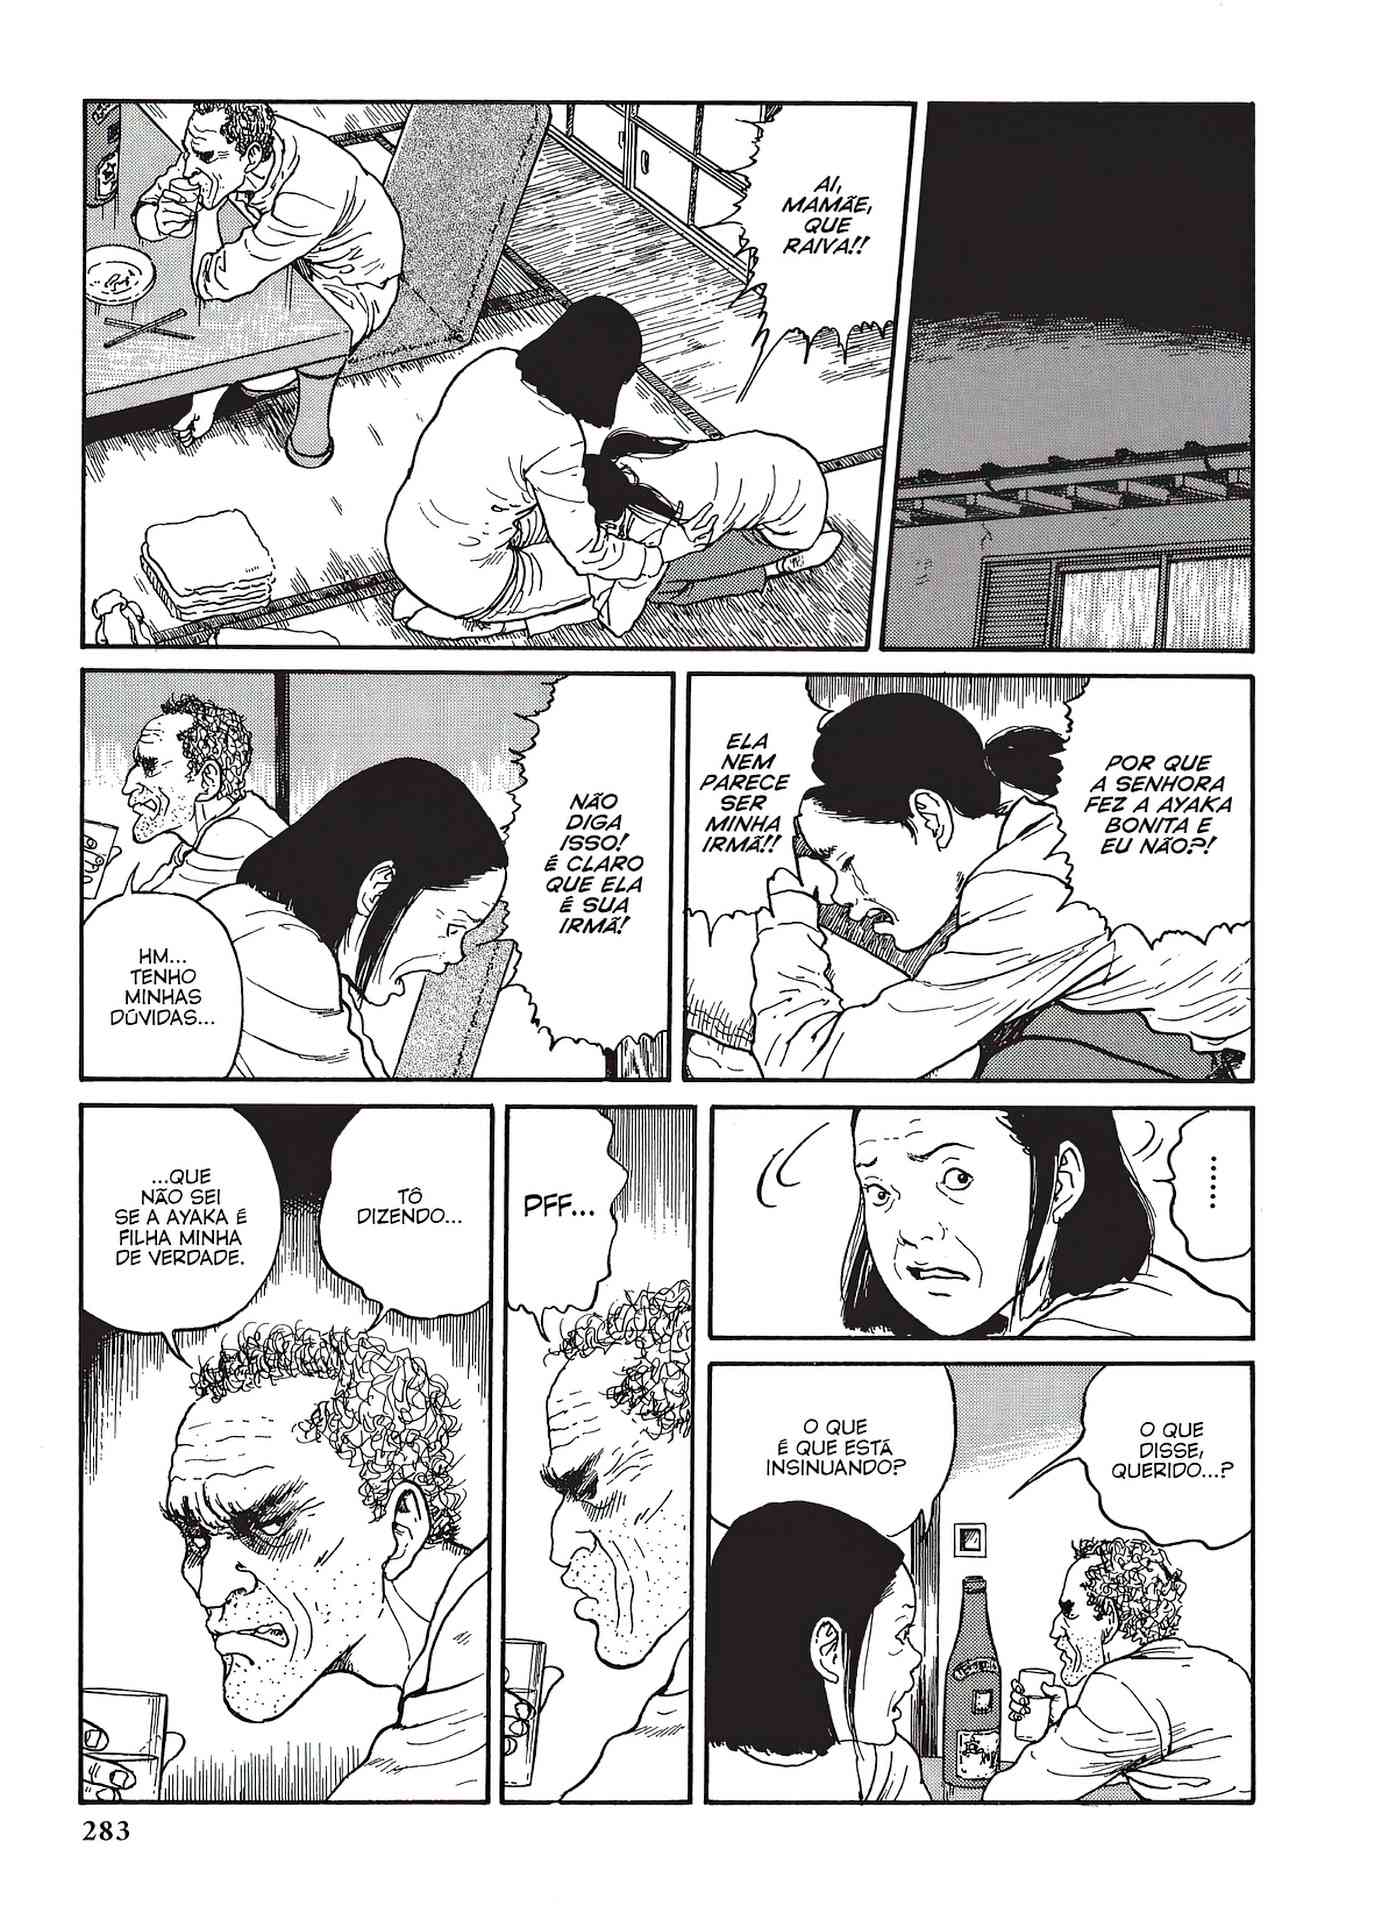 AI,
MAMÃE,
QUE
RAIVA!!
POR QUE
A SENHORA
FEZ A AYAKA
BONITA E
EU NÃO?!
ELA
NEM
PARECE
SER
MINHA
IRMÃ!!
NÃO
DIGA
ISSO!
É CLARO
QUE ELA
É SUA
IRMÃ!
HM...
TENHO
MINHAS
DÚVIDAS...
......
O QUE
DISSE,
QUERIDO...?
O QUE
É QUE ESTÁ
INSINUANDO?
PFF...
TÔ
DIZENDO...
...QUE
NÃO SEI
SE A AYAKA É
FILHA MINHA
DE VERDADE.
283